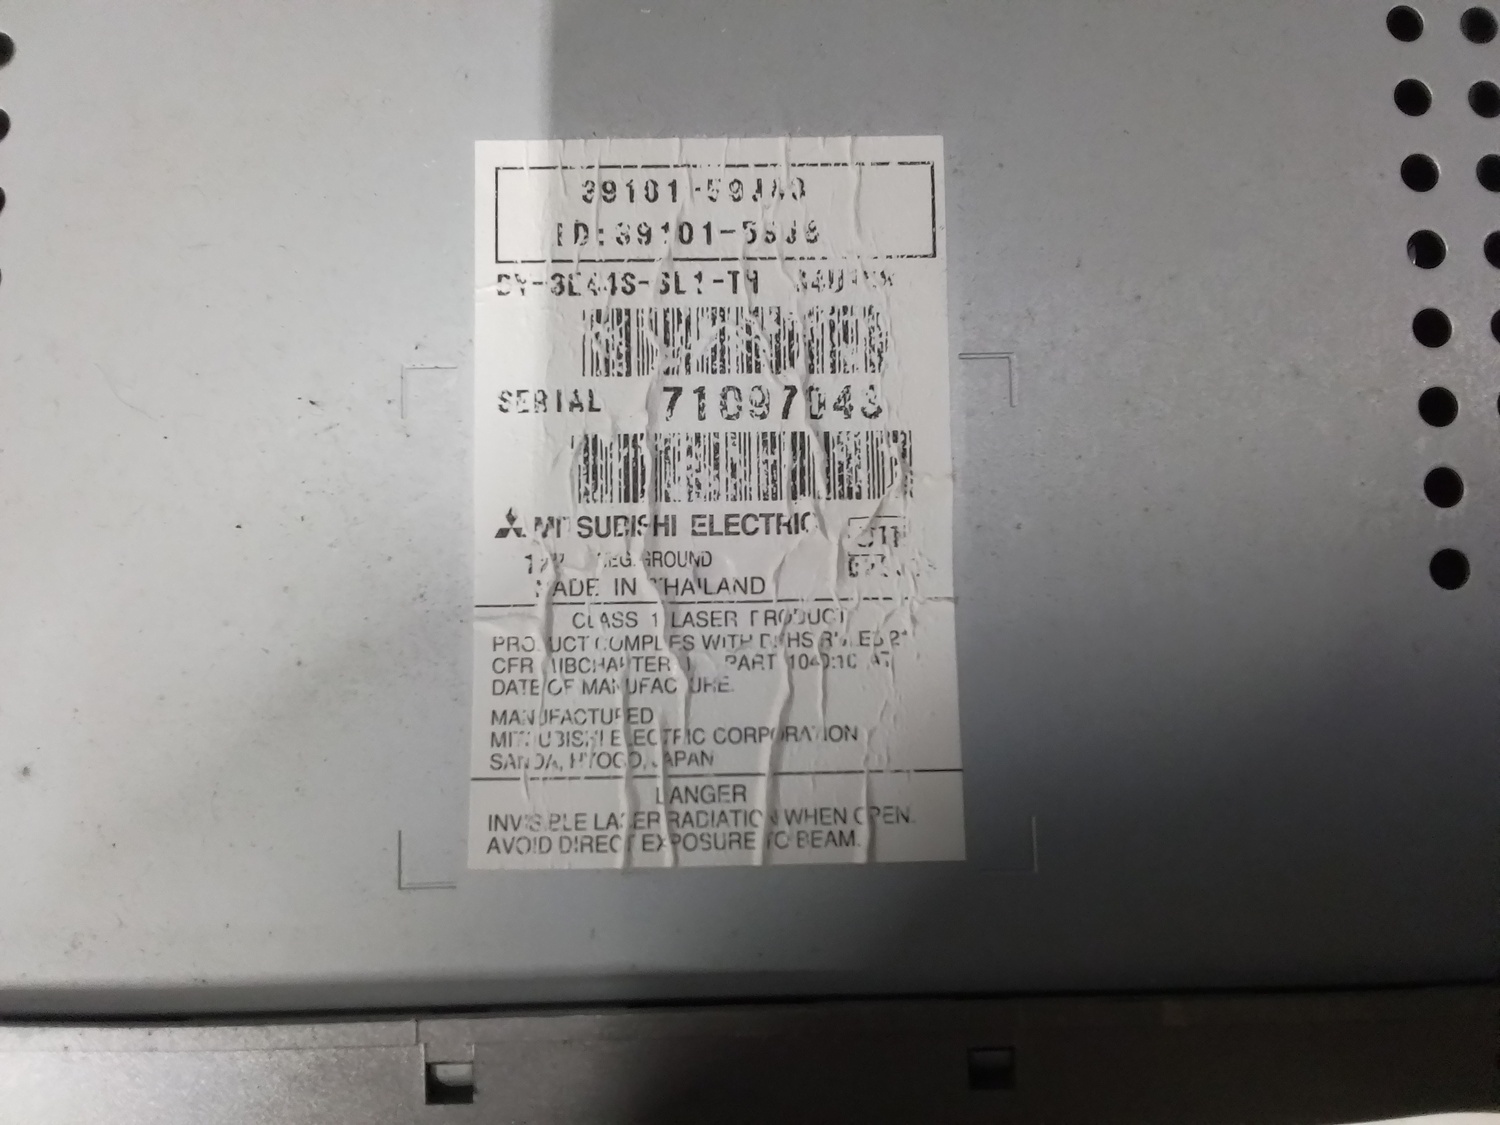 39101-59J
ID:39101-59J
SERIAL 71097043
MITSUBISHI ELECTRIC
NEG.GROUND
MADE IN THAILAND
CLASS 1 LASER PRODUCT
PRODUCT COMPLIES WITH DHHS RULES 21
CFR SUBCHAPTER J PART 1040:10 AT
DATE OF MANUFACTURE.
MANUFACTURED
MITSUBISHI ELECTRIC CORPORATION
SANDA, HYOGO, JAPAN
DANGER
INVISIBLE LASER RADIATION WHEN OPEN.
AVOID DIRECT EXPOSURE TO BEAM.